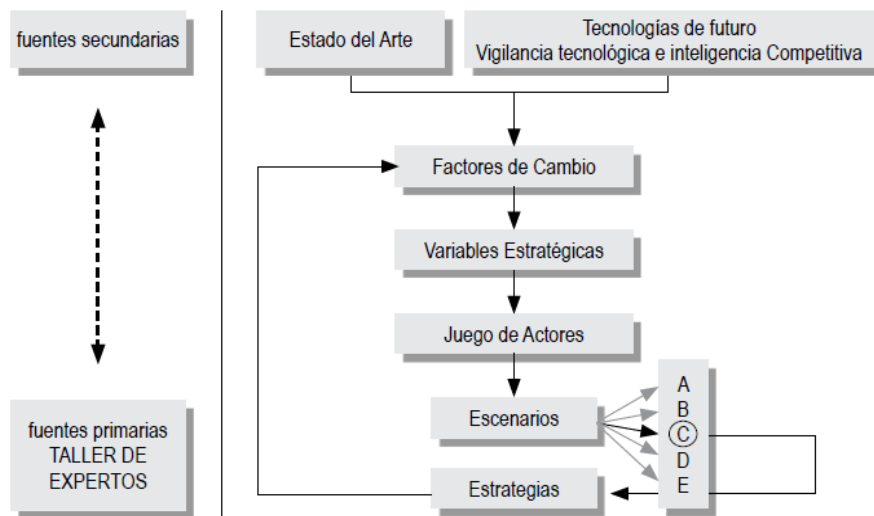 fuentes secundarias
fuentes primarias
TALLER DE
EXPERTOS
Estado del Arte
Tecnologías de futuro
Vigilancia tecnológica e inteligencia Competitiva
Factores de Cambio
Variables Estratégicas
Juego de Actores
Escenarios
A
B
C
D
E
Estrategias